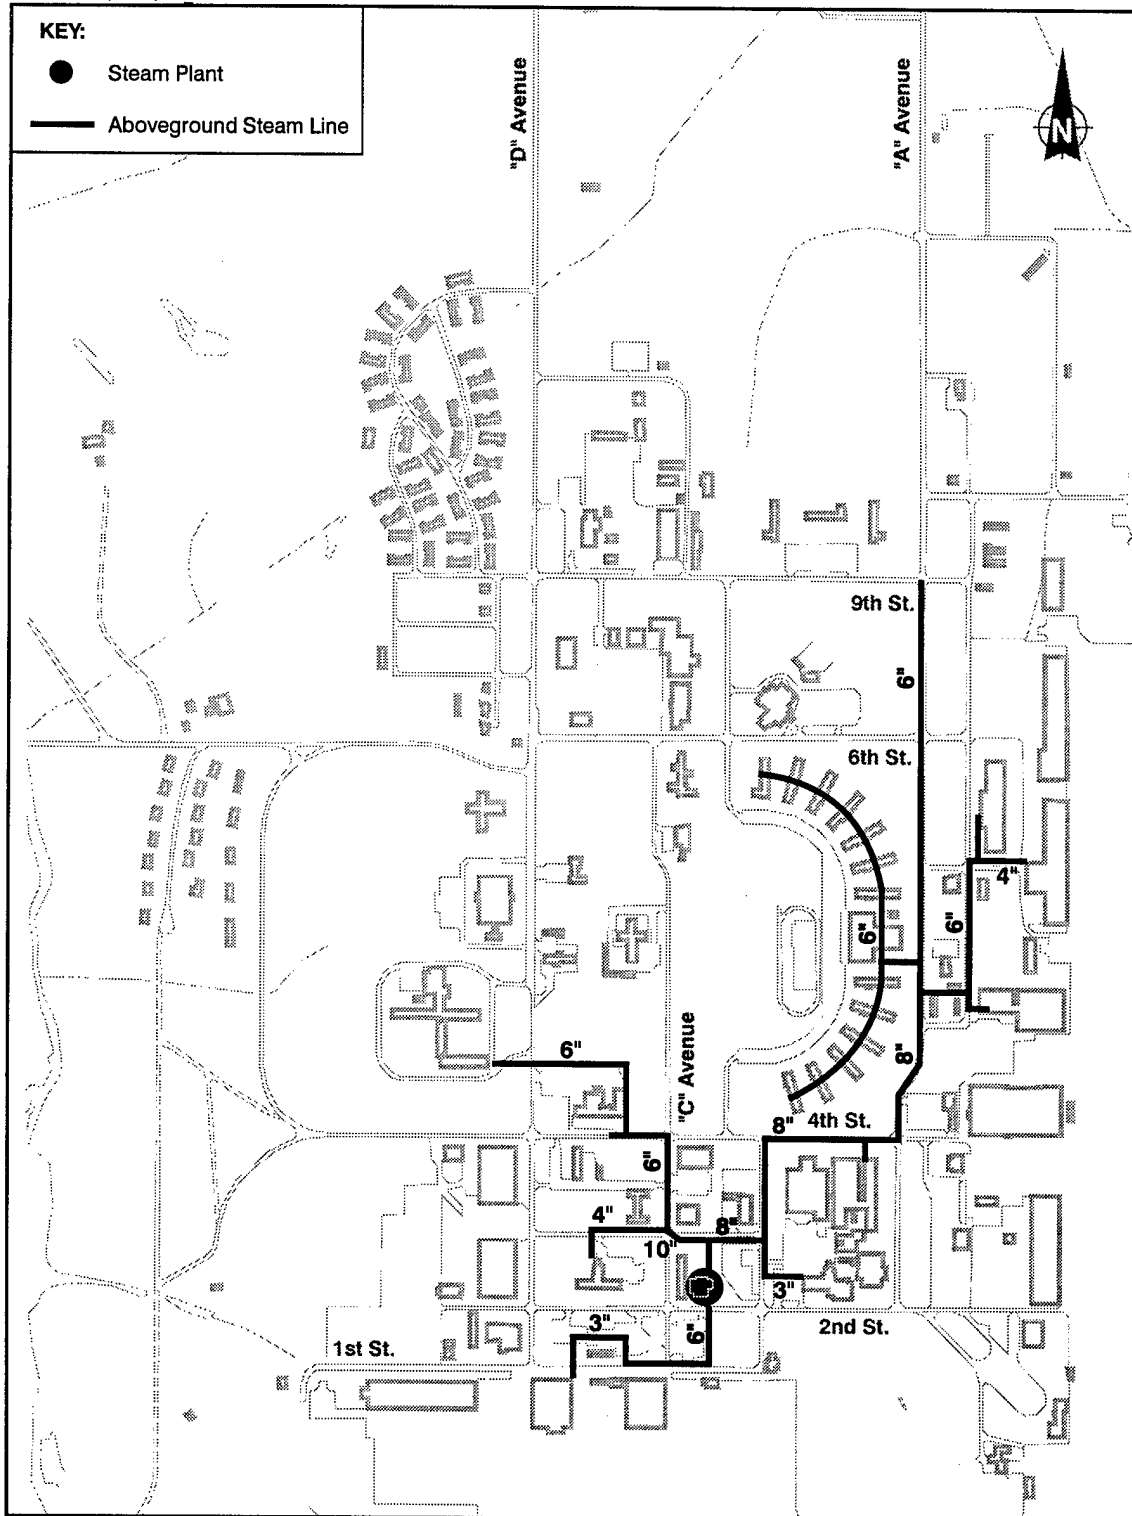 KEY:
Steam Plant
Aboveground Steam Line
"D" Avenue
"A" Avenue
N
9th St.
6"
6th St.
4"
6"
6"
8"
"C" Avenue
6"
4th St.
8"
6"
4"
8"
10"
3"
3"
6"
2nd St.
1st St.